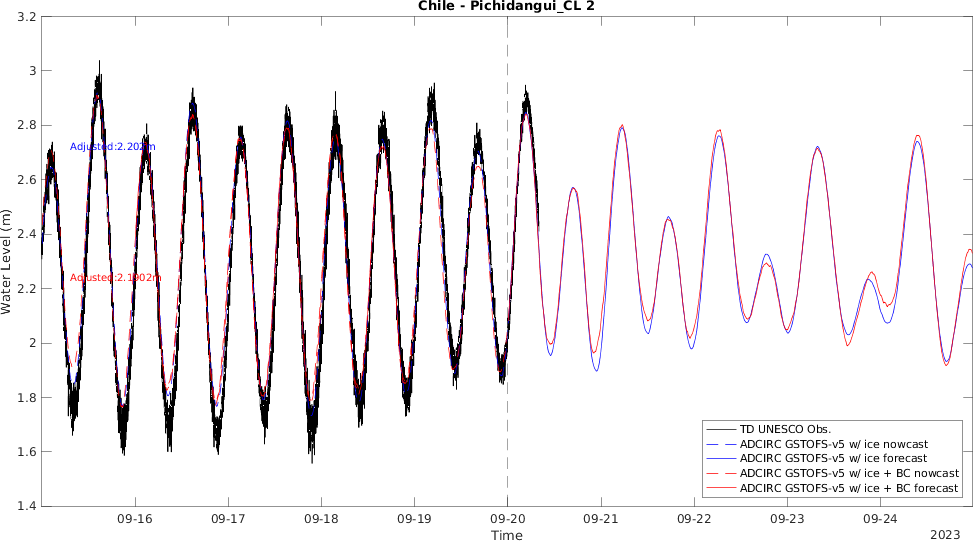 Chile - Pichidangui_CL 2
3.2
3
2.8
2.6
2.4
2.2
2
1.8
1.6
1.4
Water Level (m)
Adjusted:2.202m
Adjusted:2.1902m
TD UNESCO Obs.
ADCIRC GSTOFS-v5 w/ ice nowcast
ADCIRC GSTOFS-v5 w/ ice forecast
ADCIRC GSTOFS-v5 w/ ice + BC nowcast
ADCIRC GSTOFS-v5 w/ ice + BC forecast
09-16 09-17 09-18 09-19 09-20 09-21 09-22 09-23 09-24
Time
2023